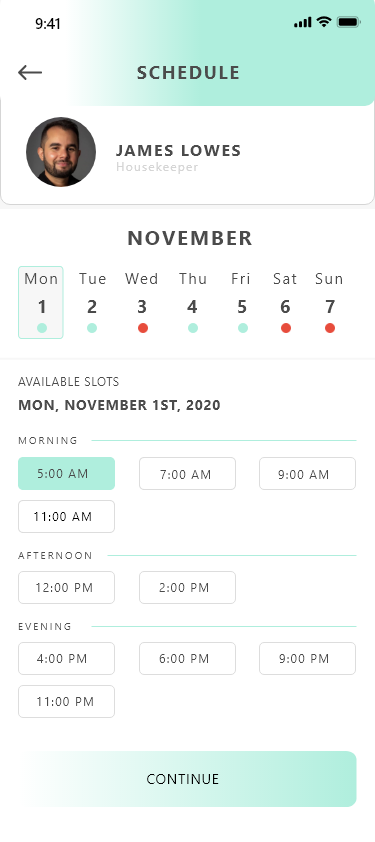 9:41
SCHEDULE
JAMES LOWES
Housekeeper
NOVEMBER
Mon Tue Wed Thu Fri Sat Sun
1 2 3 4 5 6 7
AVAILABLE SLOTS
MON, NOVEMBER 1ST, 2020
MORNING
5:00 AM 7:00 AM 9:00 AM
11:00 AM
AFTERNOON
12:00 PM 2:00 PM
EVENING
4:00 PM 6:00 PM 9:00 PM
11:00 PM
CONTINUE